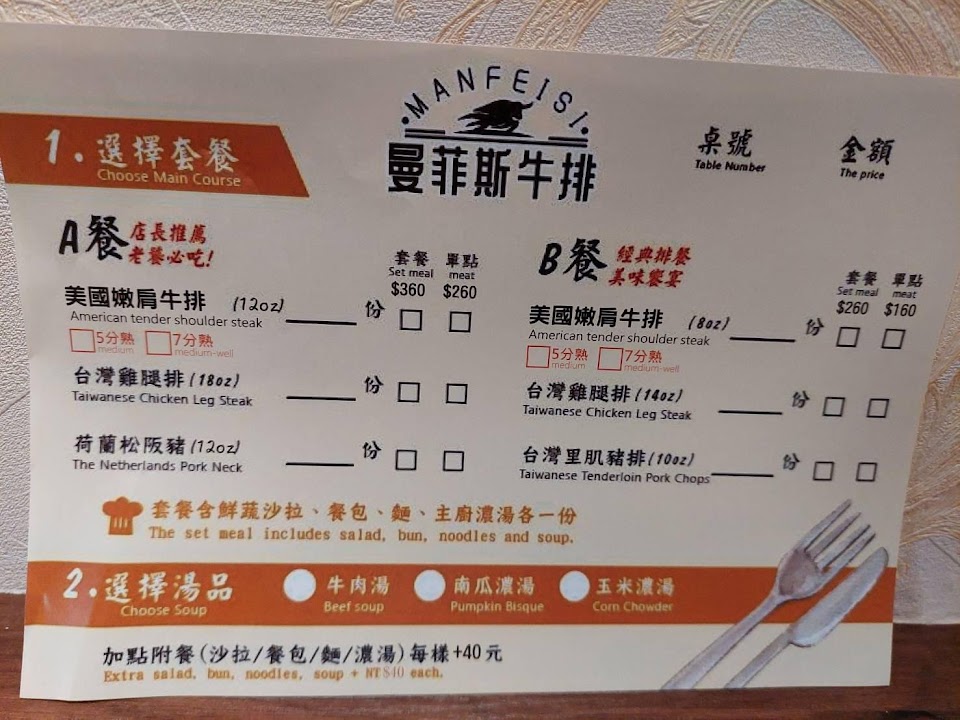 ·MANFEISI·
曼菲斯牛排
桌號
Table Number
金額
The price
1.選擇套餐
Choose Main Course
A餐 店長推薦
老饕必吃!
套餐 單點
Set meal meat
$360 $260
美國嫩肩牛排 (12oz) 份
American tender shoulder steak
5分熟 medium 7分熟 medium-well
台灣雞腿排 (18oz) 份
Taiwanese Chicken Leg Steak
荷蘭松阪豬 (12oz) 份
The Netherlands Pork Neck
B餐 經典排餐
美味饗宴
套餐 單點
Set meal meat
$260 $160
美國嫩肩牛排 (8oz) 份
American tender shoulder steak
5分熟 medium 7分熟 medium-well
台灣雞腿排 (14oz) 份
Taiwanese Chicken Leg Steak
台灣里肌豬排 (10oz) 份
Taiwanese Tenderloin Pork Chops
套餐含鮮蔬沙拉、餐包、麵、主廚濃湯各一份
The set meal includes salad, bun, noodles and soup.
2.選擇湯品
Choose Soup
牛肉湯
Beef soup
南瓜濃湯
Pumpkin Bisque
玉米濃湯
Corn Chowder
加點附餐(沙拉/餐包/麵/濃湯)每樣+40元
Extra salad, bun, noodles, soup + NT$40 each.